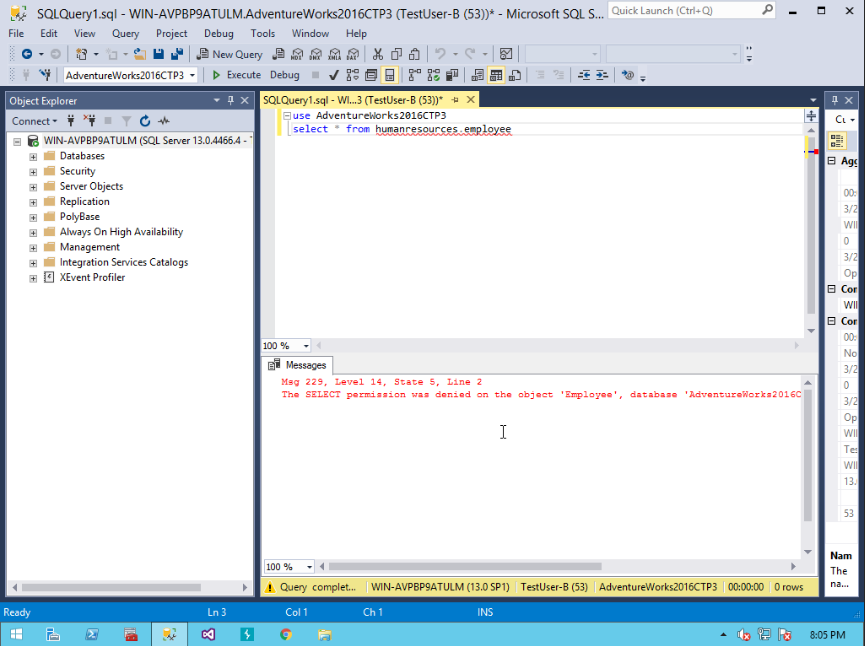 SQLQuery1.sql - WIN-AVPBP9ATULM.AdventureWorks2016CTP3 (TestUser-B (53))* - Microsoft SQL S...
Quick Launch (Ctrl+Q)
File Edit View Query Project Debug Tools Window Help
New Query
AdventureWorks2016CTP3 Execute Debug
Object Explorer
Connect
WIN-AVPBP9ATULM (SQL Server 13.0.4466.4 -
Databases
Security
Server Objects
Replication
PolyBase
Always On High Availability
Management
Integration Services Catalogs
XEvent Profiler
SQLQuery1.sql - WI...3 (TestUser-B (53))*
use AdventureWorks2016CTP3
select * from humanresources.employee
100 %
Messages
Msg 229, Level 14, State 5, Line 2
The SELECT permission was denied on the object 'Employee', database 'AdventureWorks2016C
100 %
Query complet... WIN-AVPBP9ATULM (13.0 SP1) TestUser-B (53) AdventureWorks2016CTP3 00:00:00 0 rows
Agg
00:
3/2
WII
0
3/2
Op
Con
WII
Con
00:
No
3/2
0
3/2
Op
WII
Tes
WII
13.
53
Nam
The
na...
Ready Ln 3 Col 1 Ch 1 INS
8:05 PM